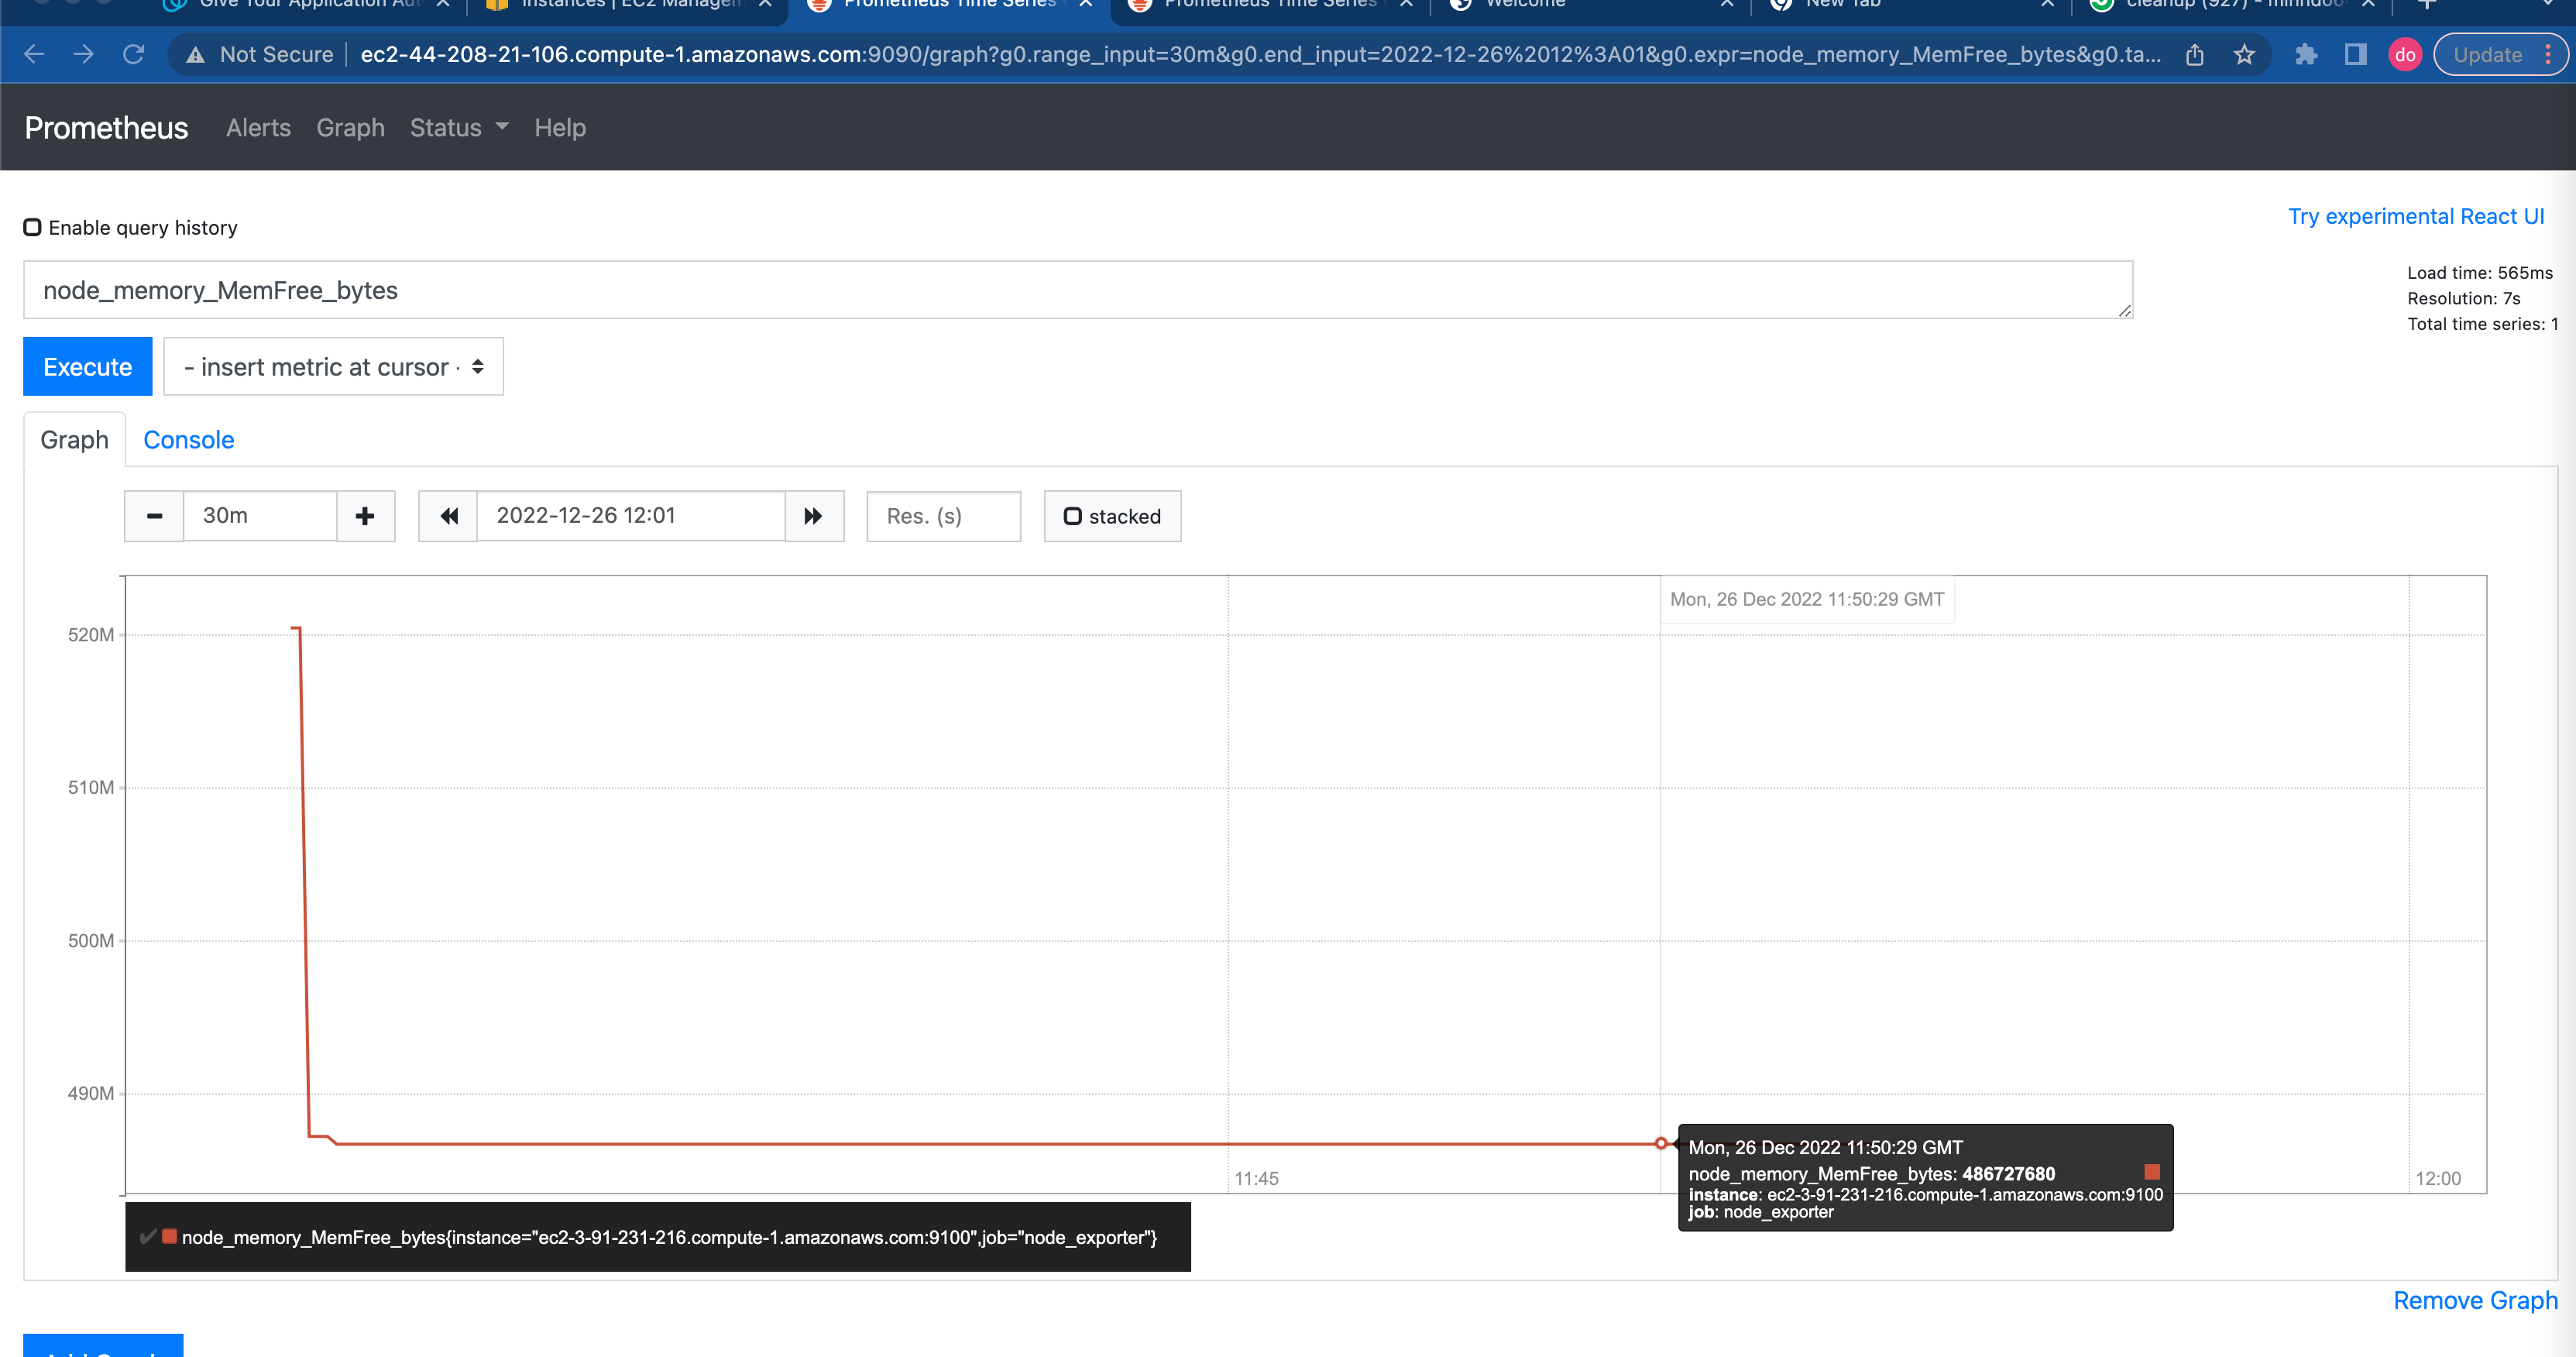 Give Your Application Aut
Instances | EC2 Managem
Prometheus Time Series
Prometheus Time Series
Welcome
New Tab
cleanup (927) - minhdo6
Not Secure
ec2-44-208-21-106.compute-1.amazonaws.com:9090/graph?g0.range_input=30m&g0.end_input=2022-12-26%2012%3A01&g0.expr=node_memory_MemFree_bytes&g0.ta...
do
Update
Prometheus
Alerts
Graph
Status
Help
Enable query history
Try experimental React UI
node_memory_MemFree_bytes
Load time: 565ms
Resolution: 7s
Total time series: 1
Execute
- insert metric at cursor -
Graph
Console
30m
2022-12-26 12:01
Res. (s)
stacked
Mon, 26 Dec 2022 11:50:29 GMT
520M
510M
500M
490M
11:45
12:00
Mon, 26 Dec 2022 11:50:29 GMT
node_memory_MemFree_bytes: 486727680
instance: ec2-3-91-231-216.compute-1.amazonaws.com:9100
job: node_exporter
node_memory_MemFree_bytes{instance="ec2-3-91-231-216.compute-1.amazonaws.com:9100",job="node_exporter"}
Remove Graph
Add Graph